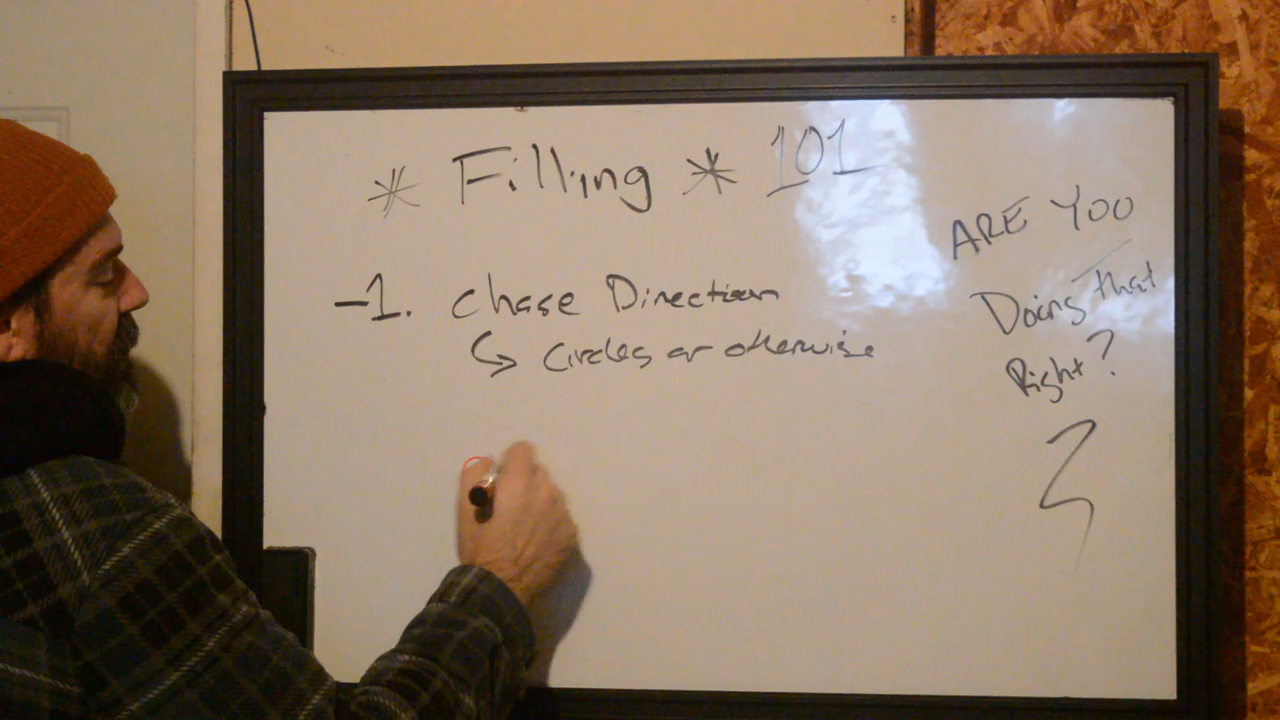 * Filling * 101
-1. Chase Direction
↳ Circles or otherwise
ARE YOU
Doing that
Right?